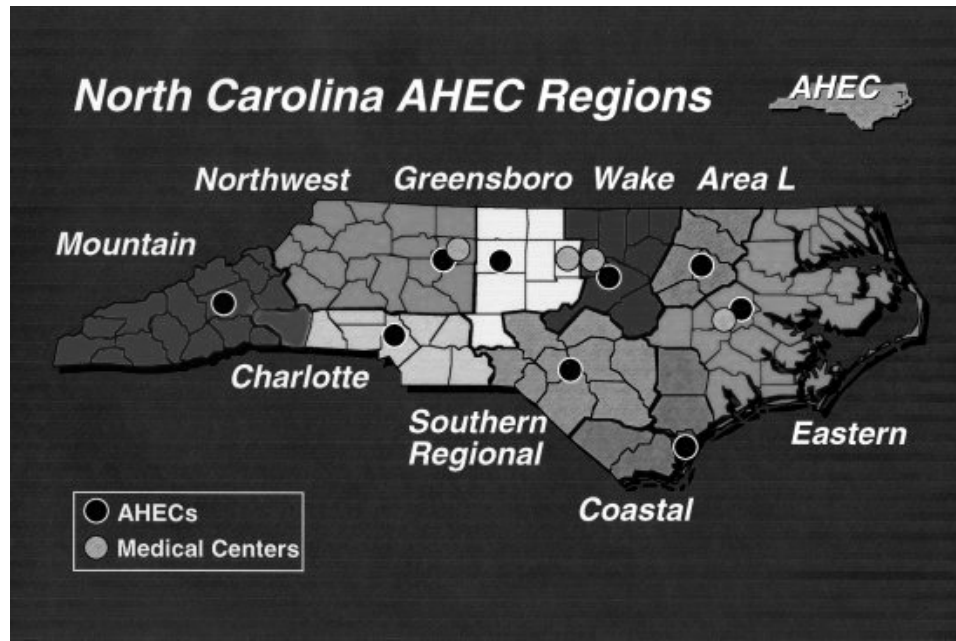 North Carolina AHEC Regions
AHEC
Northwest Greensboro Wake Area L
Mountain
Charlotte
Southern
Regional
Eastern
Coastal
AHECs
Medical Centers